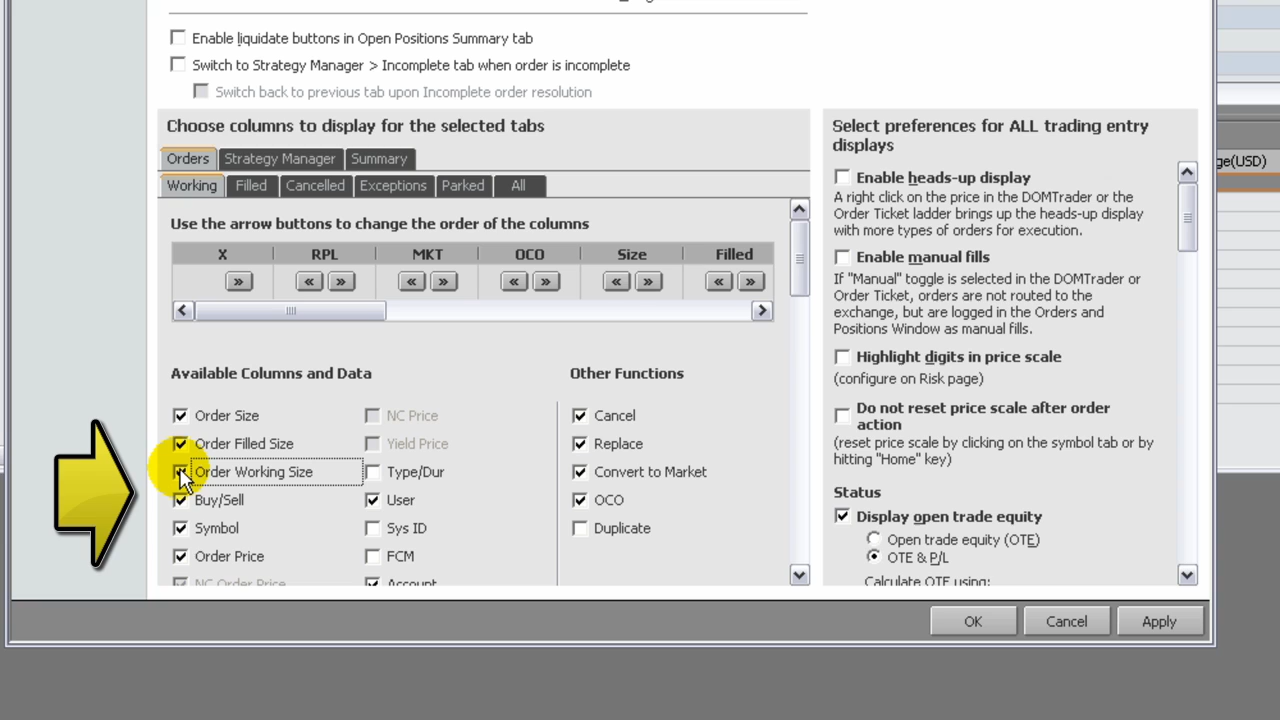 Enable liquidate buttons in Open Positions Summary tab
Switch to Strategy Manager > Incomplete tab when order is incomplete
Switch back to previous tab upon Incomplete order resolution
Choose columns to display for the selected tabs
Orders Strategy Manager Summary
Working Filled Cancelled Exceptions Parked All
Use the arrow buttons to change the order of the columns
X RPL MKT OCO Size Filled
Available Columns and Data
Order Size
Order Filled Size
Order Working Size
Buy/Sell
Symbol
Order Price
NC Order Price
NC Price
Yield Price
Type/Dur
User
Sys ID
FCM
Account
Other Functions
Cancel
Replace
Convert to Market
OCO
Duplicate
Select preferences for ALL trading entry
displays
Enable heads-up display
A right click on the price in the DOMTrader or the
Order Ticket ladder brings up the heads-up display
with more types of orders for execution.
Enable manual fills
If "Manual" toggle is selected in the DOMTrader or
Order Ticket, orders are not routed to the
exchange, but are logged in the Orders and
Positions Window as manual fills.
Highlight digits in price scale
(configure on Risk page)
Do not reset price scale after order
action
(reset price scale by clicking on the symbol tab or by
hitting "Home" key)
Status
Display open trade equity
Open trade equity (OTE)
OTE & P/L
Calculate OTE using:
ge(USD)
OK Cancel Apply